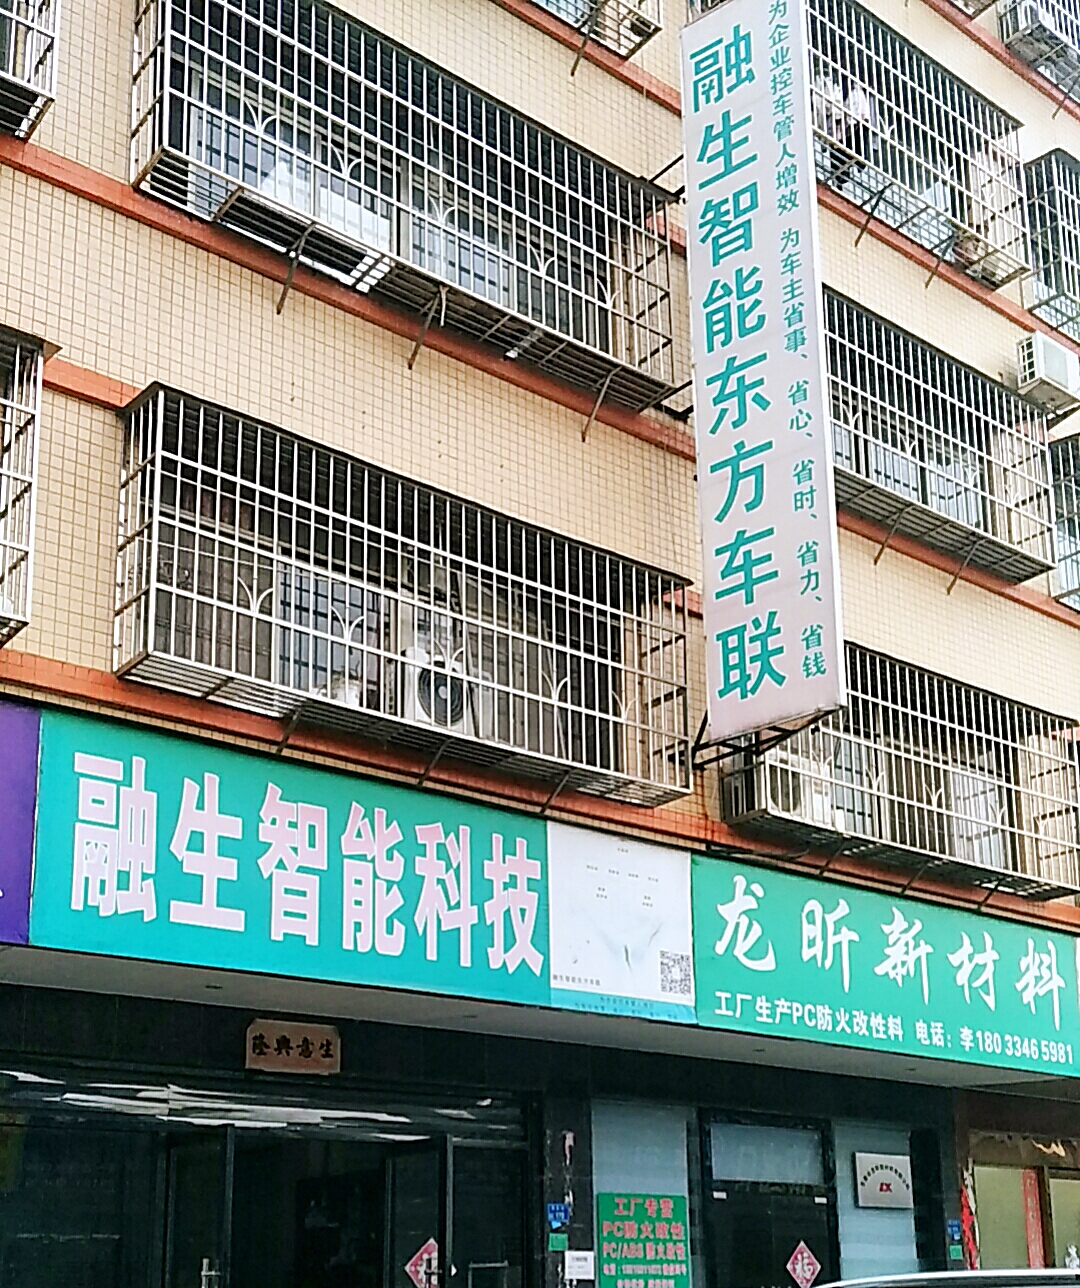 为企业控车管人增效 为车主省事、省心、省时、省力、省钱
融生智能东方车联
融生智能科技
龙昕新材料
工厂生产PC防火改性料 电话：李180 3346 5981
隆興意生
工厂专营
PC防火改性
PC/ABS防火改性
福
福